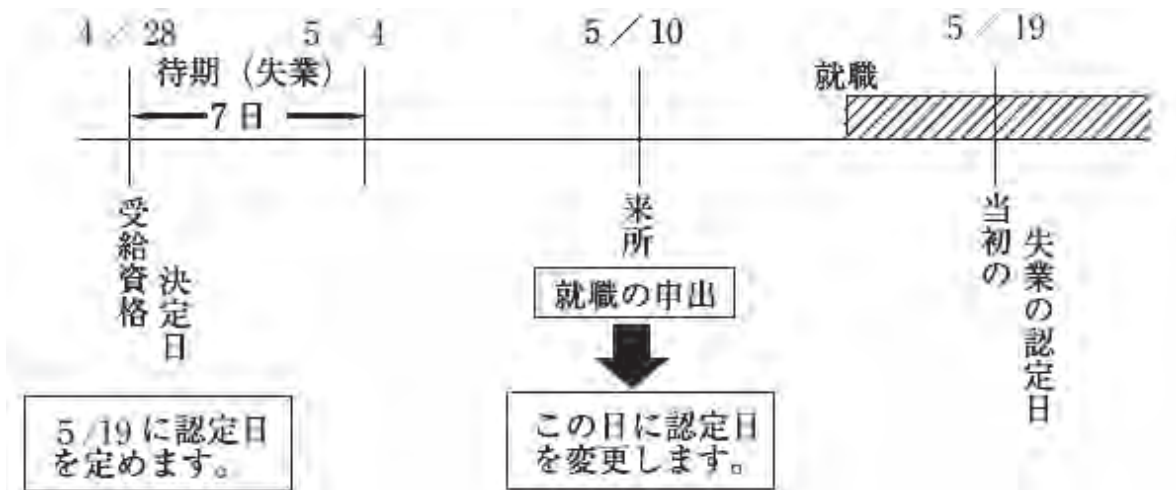 4／28
5／4
5／10
5／19
待期（失業）
7日
就職
受給資格
決定日
来所
当初の
失業の認定日
就職の申出
5/19に認定日
を定めます。
この日に認定日
を変更します。